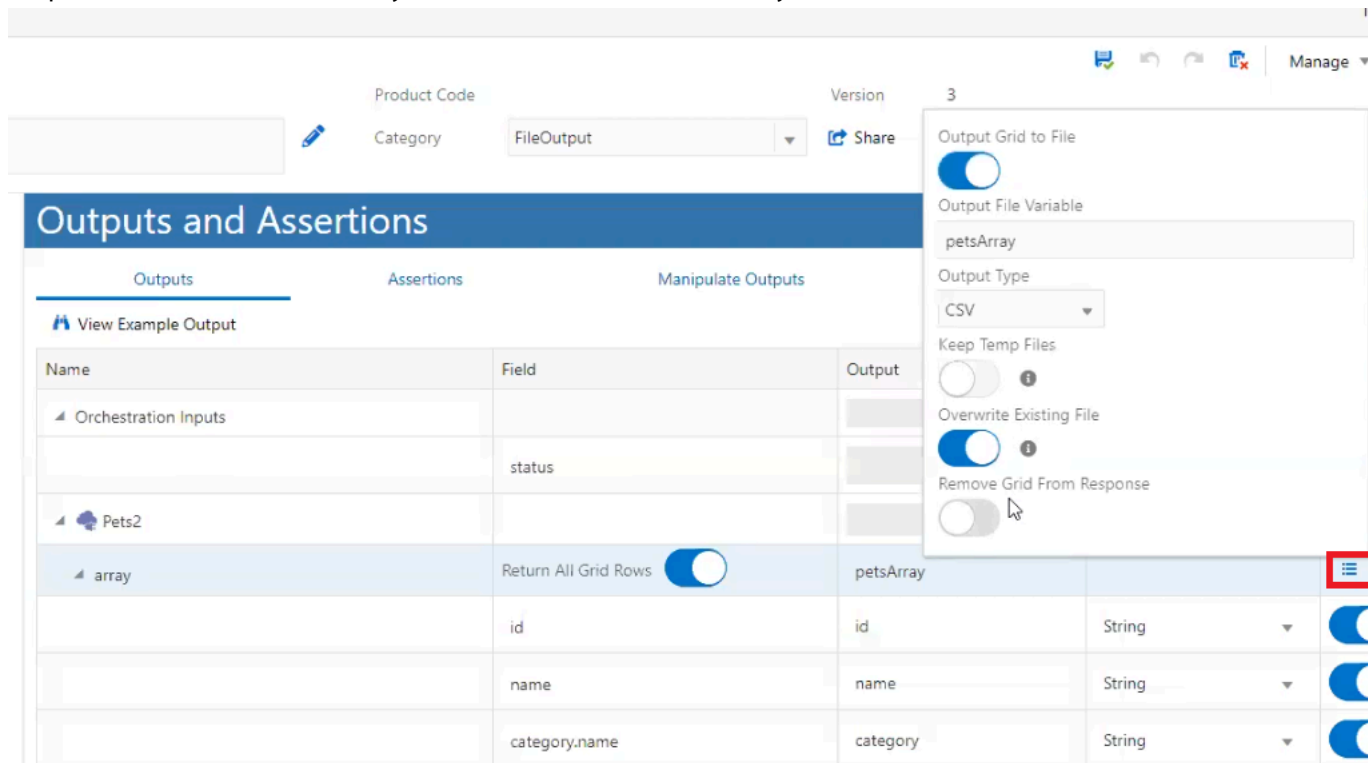 Manage
Product Code
Version 3
Category FileOutput
Share
Output Grid to File
Output File Variable
petsArray
Output Type
CSV
Keep Temp Files
Overwrite Existing File
Remove Grid From Response
Outputs and Assertions
Outputs Assertions Manipulate Outputs
View Example Output
Name Field Output
Orchestration Inputs
status
Pets2
array Return All Grid Rows petsArray
id id String
name name String
category.name category String